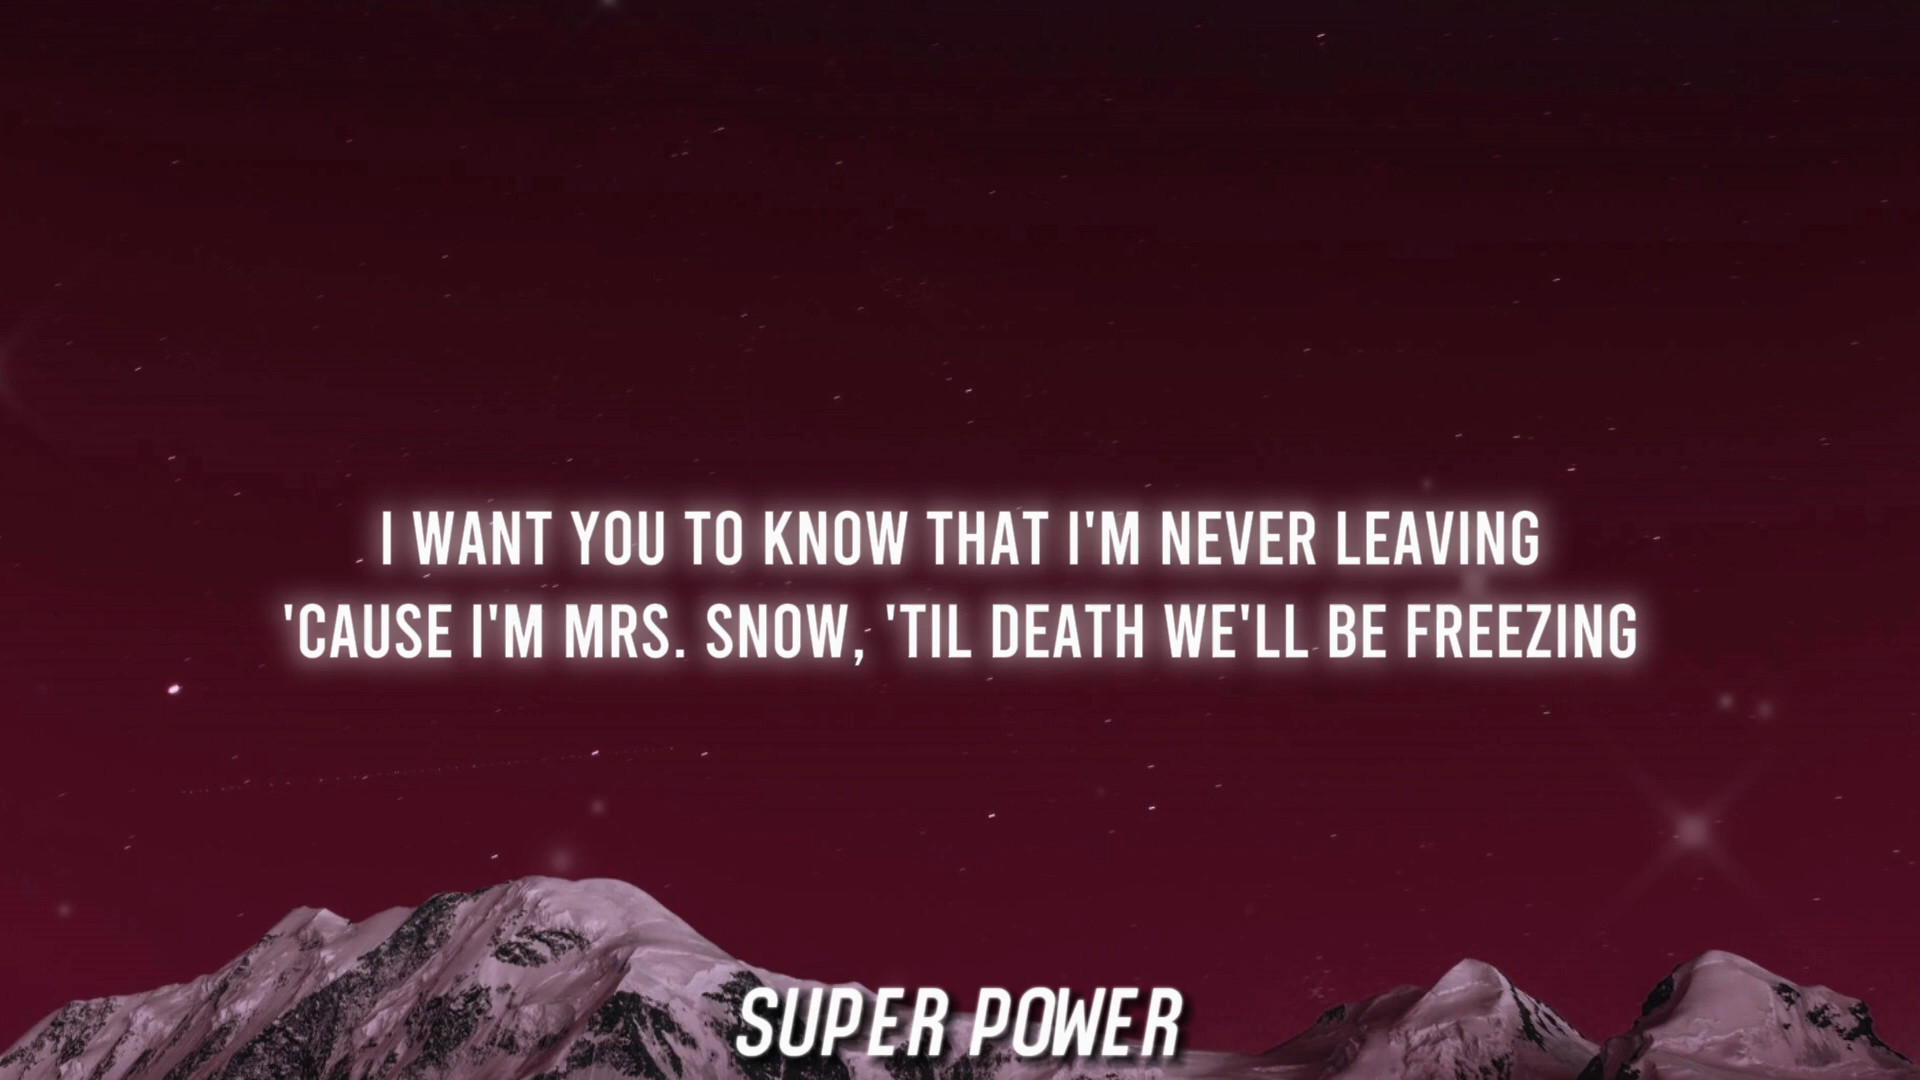 I WANT YOU TO KNOW THAT I'M NEVER LEAVING
'CAUSE I'M MRS. SNOW, 'TIL DEATH WE'LL BE FREEZING
SUPER POWER